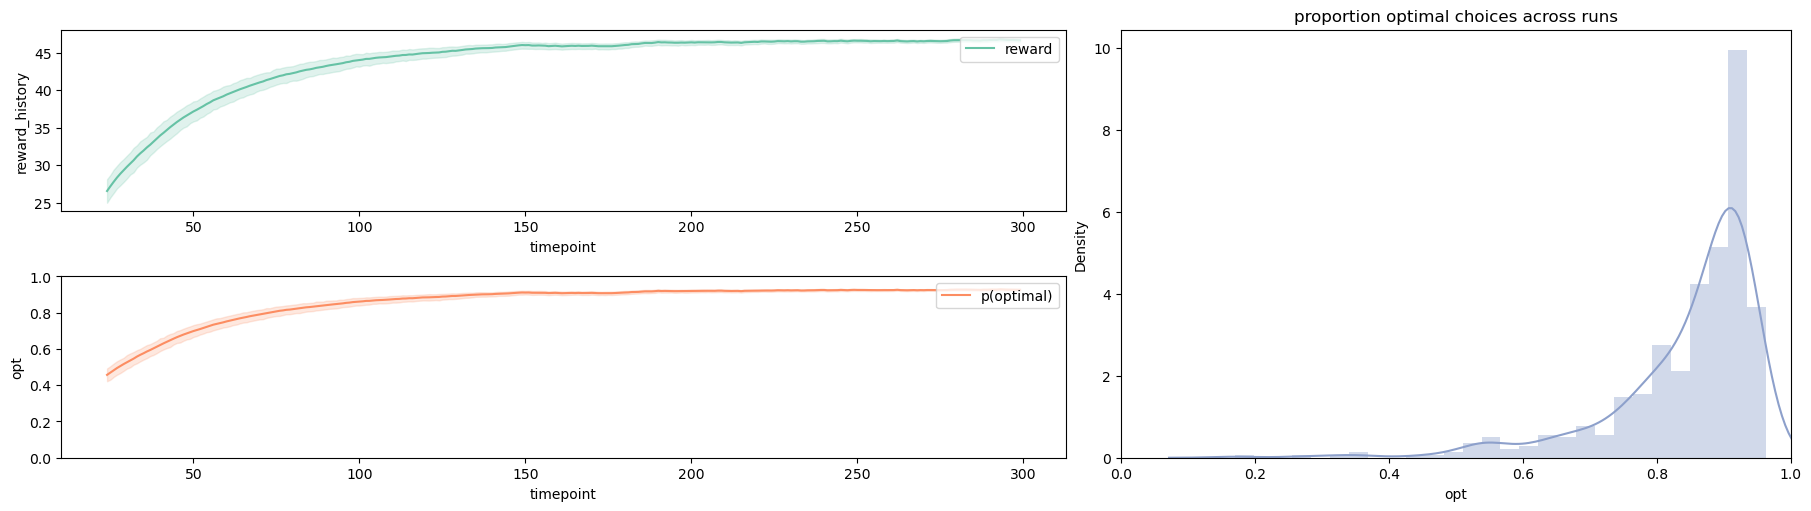 reward_history
45
40
35
30
25
reward
50 100 150 200 250 300
timepoint
opt
1.0
0.8
0.6
0.4
0.2
0.0
p(optimal)
50 100 150 200 250 300
timepoint
proportion optimal choices across runs
Density
10
8
6
4
2
0
0.0 0.2 0.4 0.6 0.8 1.0
opt